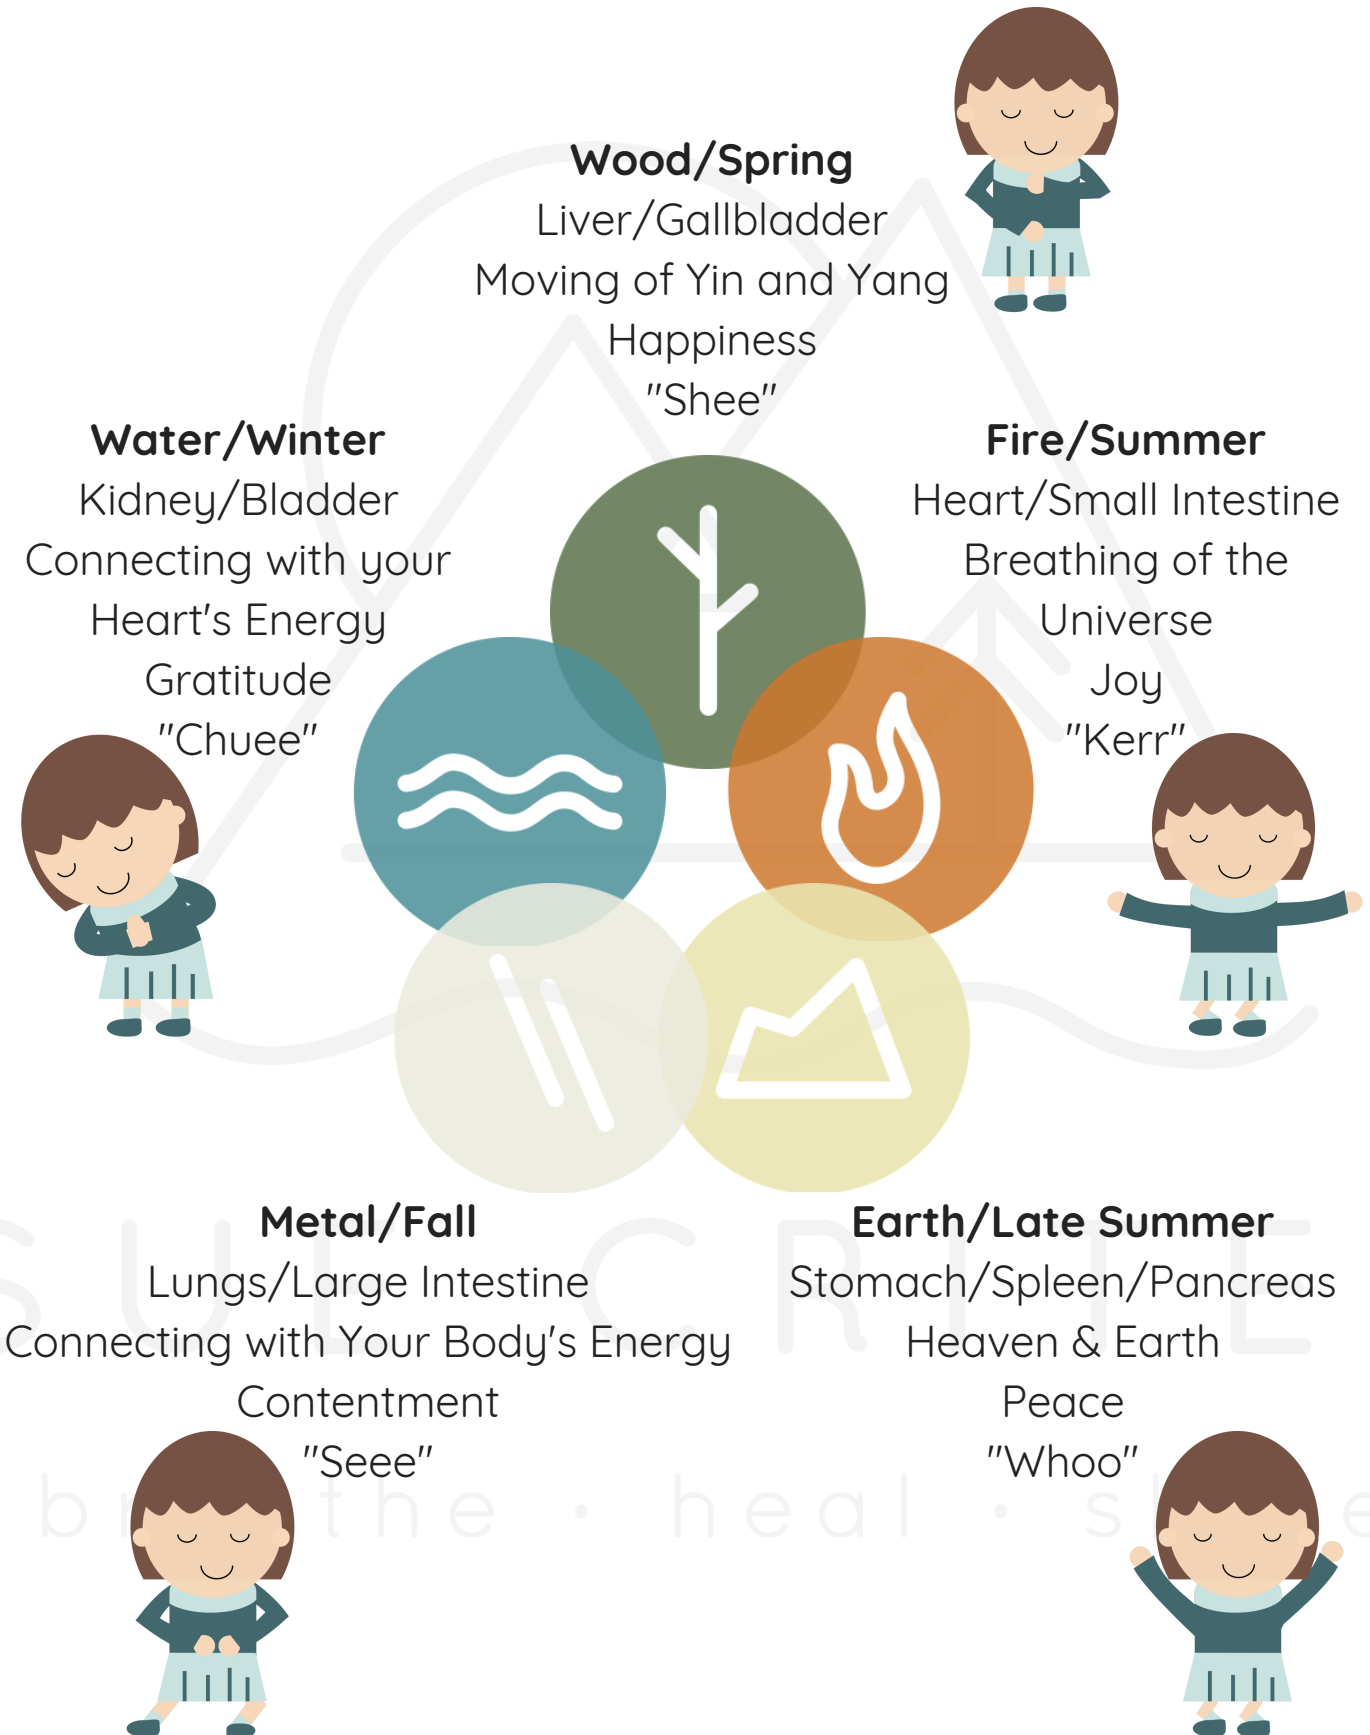 Wood/Spring
Liver/Gallbladder
Moving of Yin and Yang
Happiness
"Shee"
Water/Winter
Kidney/Bladder
Connecting with your
Heart's Energy
Gratitude
"Chuee"
Fire/Summer
Heart/Small Intestine
Breathing of the
Universe
Joy
"Kerr"
Metal/Fall
Lungs/Large Intestine
Connecting with Your Body's Energy
Contentment
"Seee"
Earth/Late Summer
Stomach/Spleen/Pancreas
Heaven & Earth
Peace
"Whoo"
heal